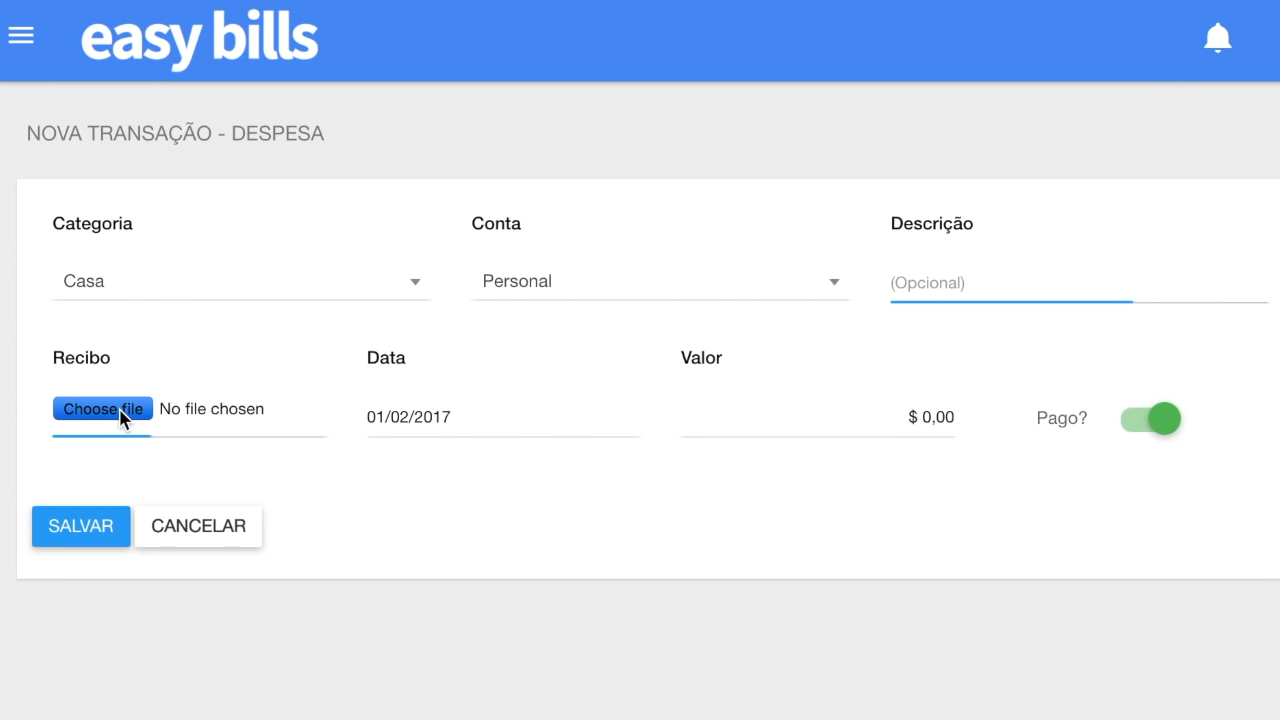 easy bills
NOVA TRANSAÇÃO - DESPESA
Categoria
Conta
Descrição
Casa
Personal
(Opcional)
Recibo
Data
Valor
Choose file No file chosen
01/02/2017
$ 0,00
Pago?
SALVAR
CANCELAR